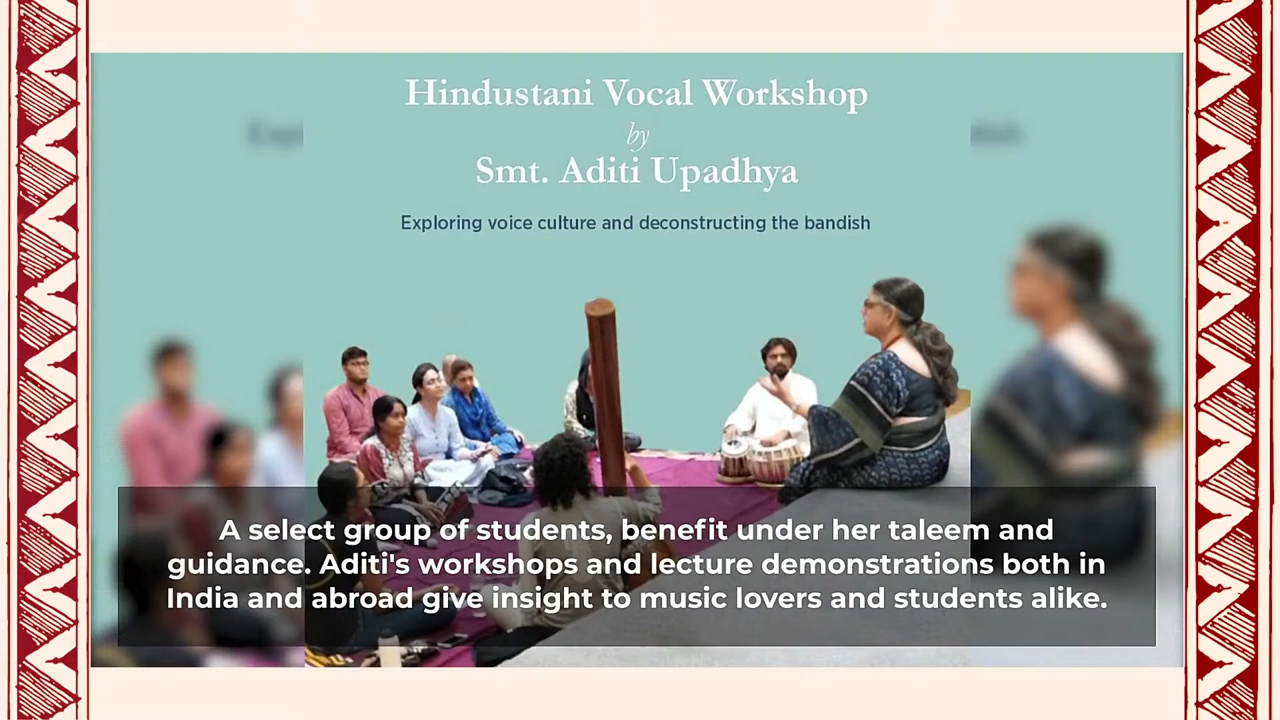 Hindustani Vocal Workshop
by
Smt. Aditi Upadhya
Exploring voice culture and deconstructing the bandish
A select group of students, benefit under her taleem and
guidance. Aditi's workshops and lecture demonstrations both in
India and abroad give insight to music lovers and students alike.